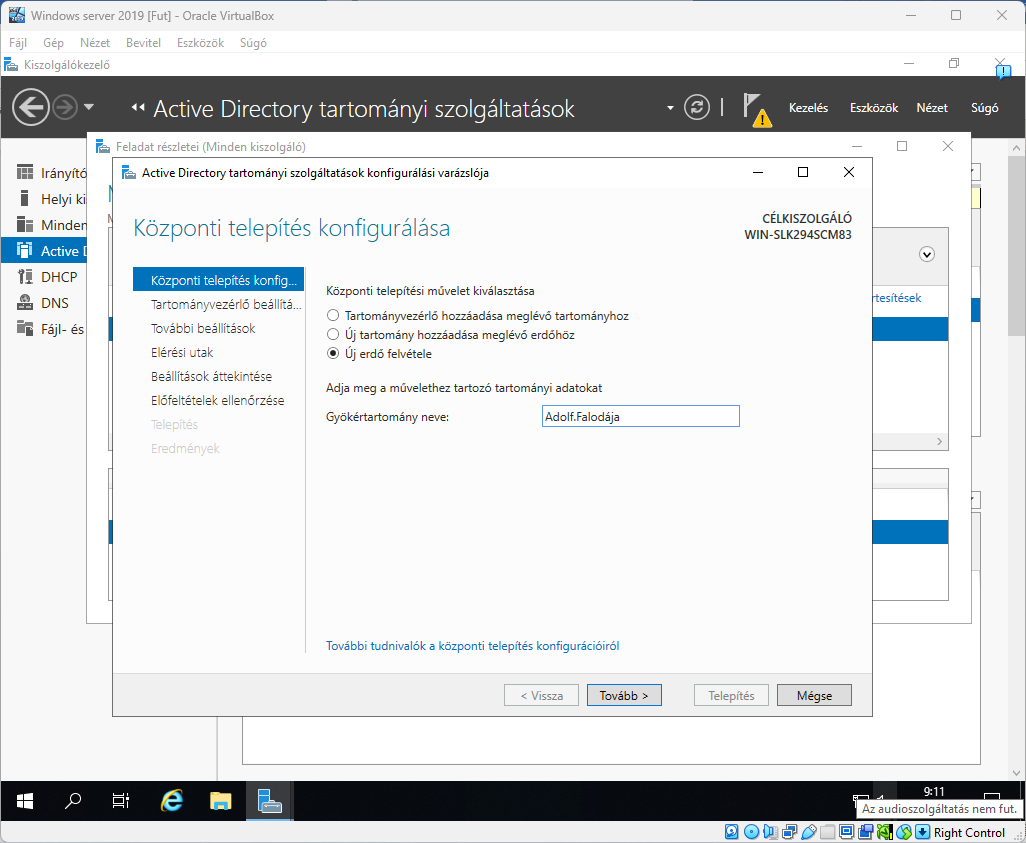 Windows server 2019 [Fut] - Oracle VirtualBox
Fájl Gép Nézet Bevitel Eszközök Súgó
Kiszolgálókezelő
Active Directory tartományi szolgáltatások
Kezelés Eszközök Nézet Súgó
Feladat részletei (Minden kiszolgáló)
Active Directory tartományi szolgáltatások konfigurálási varázslója
Irányító
Helyi ki
Minden
Active D
DHCP
DNS
Fájl- és
Központi telepítés konfigurálása
CÉLKISZOLGÁLÓ
WIN-SLK294SCM83
Központi telepítés konfig...
Tartományvezérlő beállítá...
További beállítások
Elérési utak
Beállítások áttekintése
Előfeltételek ellenőrzése
Telepítés
Eredmények
Központi telepítési művelet kiválasztása
Tartományvezérlő hozzáadása meglévő tartományhoz
Új tartomány hozzáadása meglévő erdőhöz
Új erdő felvétele
Adja meg a művelethez tartozó tartományi adatokat
Gyökértartomány neve: Adolf.Falodája
rtesítések
További tudnivalók a központi telepítés konfigurációiról
< Vissza Tovább > Telepítés Mégse
9:11
Az audioszolgáltatás nem fut.
Right Control